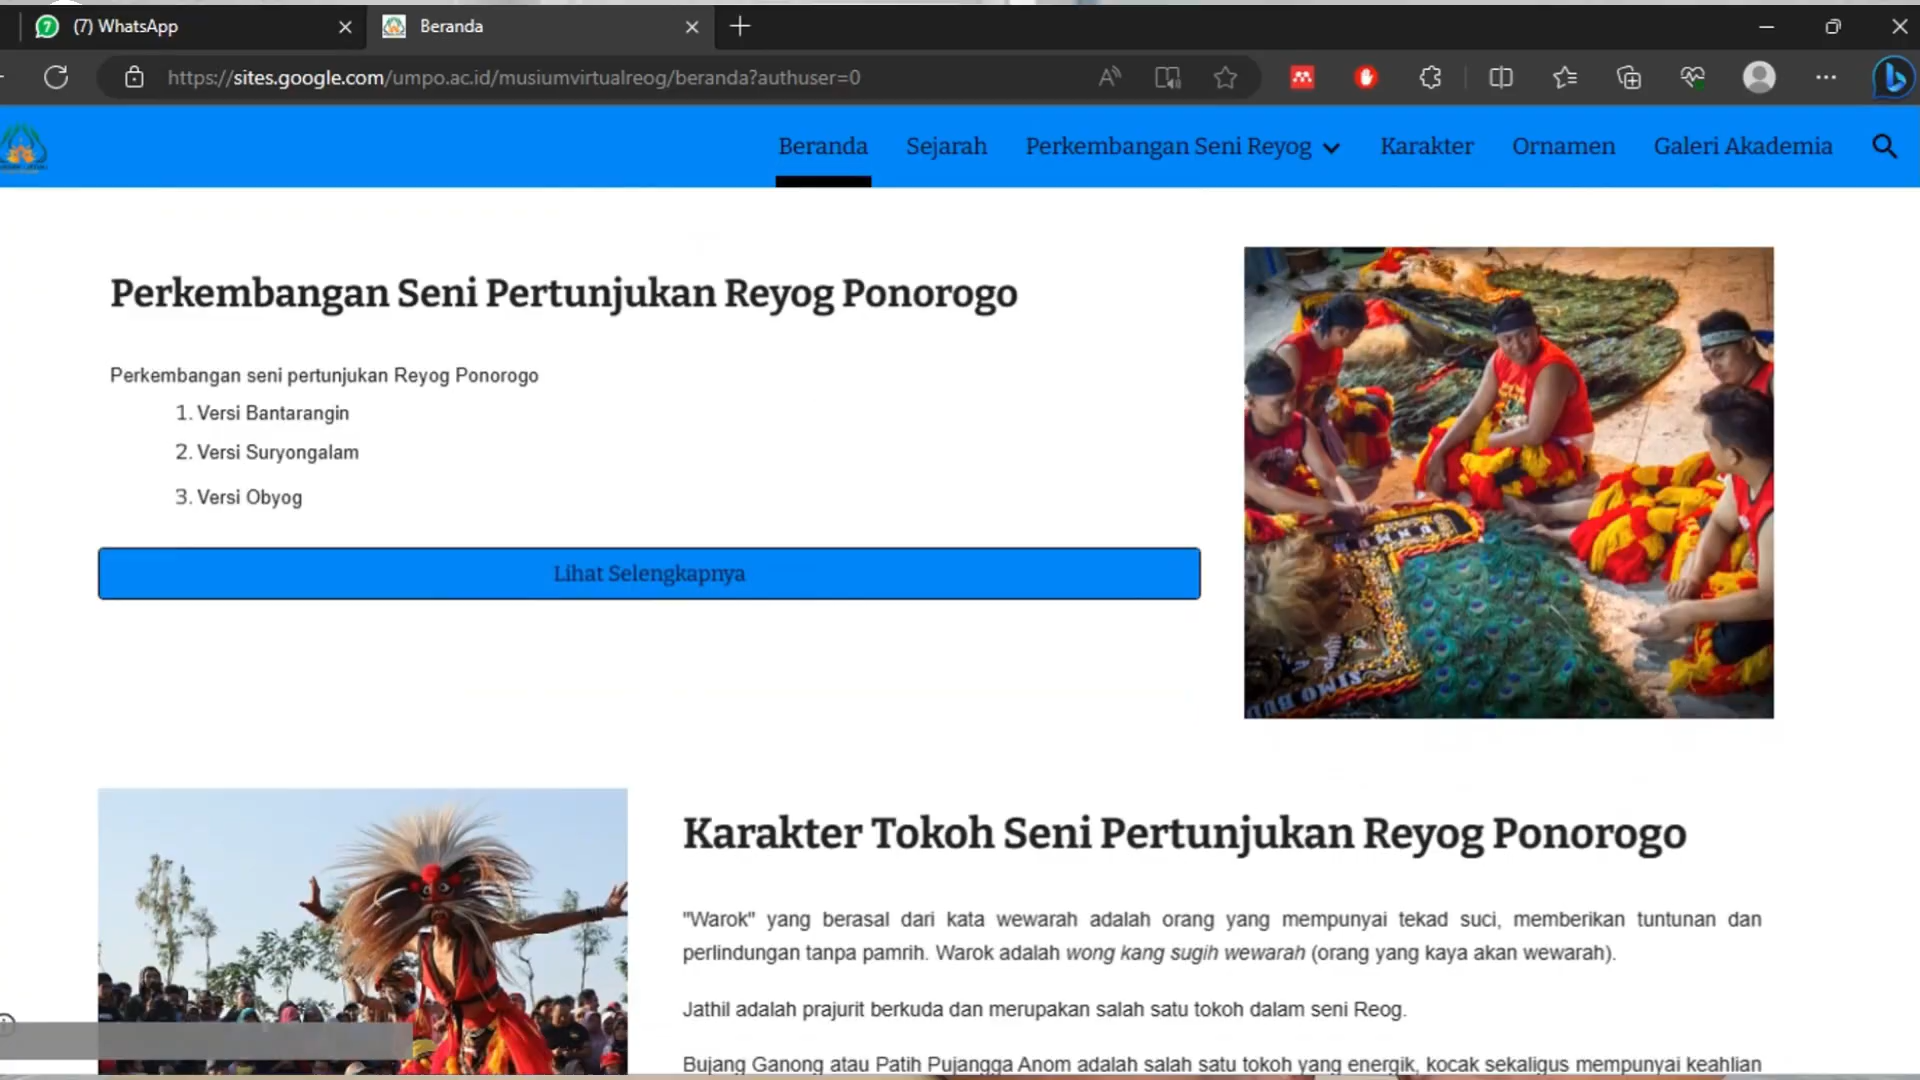 (7) WhatsApp
Beranda
https://sites.google.com/umpo.ac.id/musiumvirtualreog/beranda?authuser=0
Beranda Sejarah Perkembangan Seni Reyog Karakter Ornamen Galeri Akademia
Perkembangan Seni Pertunjukan Reyog Ponorogo
Perkembangan seni pertunjukan Reyog Ponorogo
1. Versi Bantarangin
2. Versi Suryongalam
3. Versi Obyog
Lihat Selengkapnya
Karakter Tokoh Seni Pertunjukan Reyog Ponorogo
"Warok" yang berasal dari kata wewarah adalah orang yang mempunyai tekad suci, memberikan tuntunan dan
perlindungan tanpa pamrih. Warok adalah wong kang sugih wewarah (orang yang kaya akan wewarah).
Jathil adalah prajurit berkuda dan merupakan salah satu tokoh dalam seni Reog.
Bujang Ganong atau Patih Pujangga Anom adalah salah satu tokoh yang energik, kocak sekaligus mempunyai keahlian